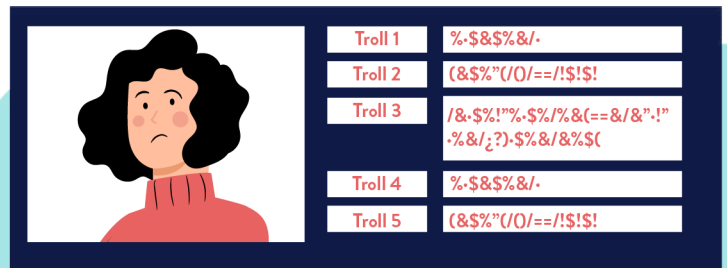 Troll 1 %·$&$%&/·
Troll 2 (&$%”(/()/==/!$!$!
Troll 3 /&·$%!”%·$%/%&(==&/&”·!”
·%&/¿?)·$%&/&%$(
Troll 4 %·$&$%&/·
Troll 5 (&$%”(/()/==/!$!$!